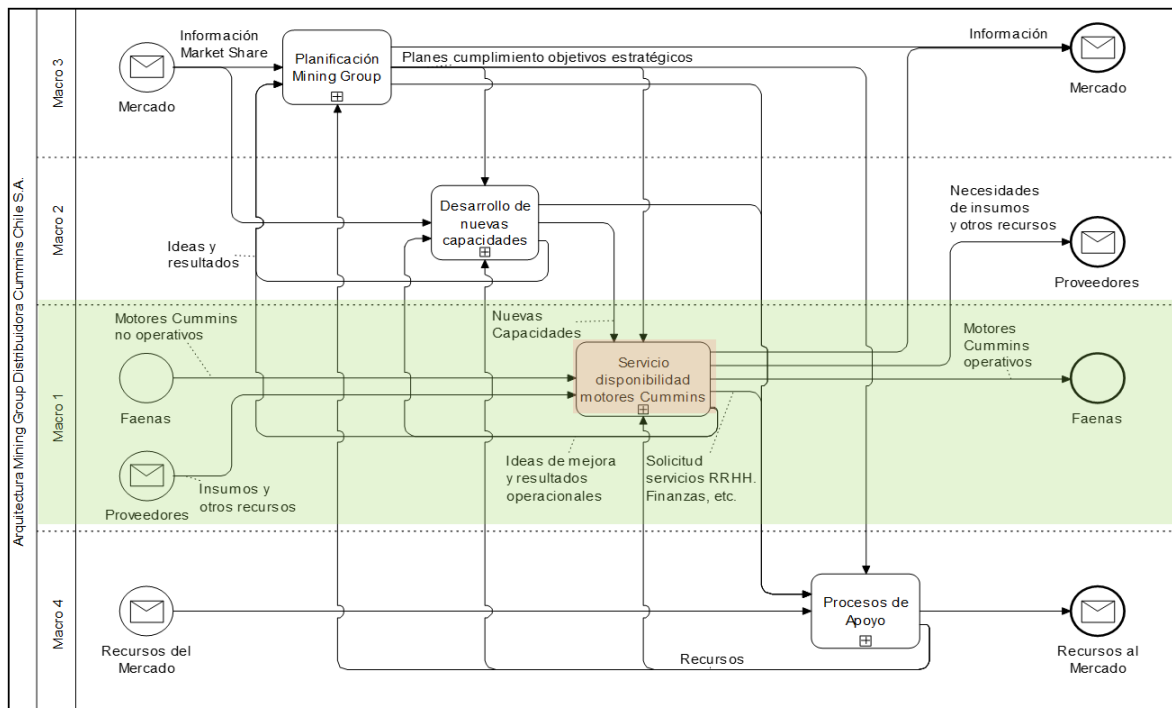 Arquitectura Mining Group Distribuidora Cummins Chile S.A.
Macro 3
Información
Market Share
Mercado
Planificación
Mining Group
Planes cumplimiento objetivos estratégicos
Información
Mercado
Macro 2
Ideas y
resultados
Desarrollo de
nuevas
capacidades
Necesidades
de insumos
y otros recursos
Proveedores
Macro 1
Motores Cummins
no operativos
Faenas
Nuevas
Capacidades
Servicio
disponibilidad
motores Cummins
Motores
Cummins
operativos
Faenas
Insumos y
otros recursos
Proveedores
Ideas de mejora
y resultados
operacionales
Solicitud
servicios RRHH.
Finanzas, etc.
Macro 4
Recursos del
Mercado
Procesos de
Apoyo
Recursos
Recursos al
Mercado